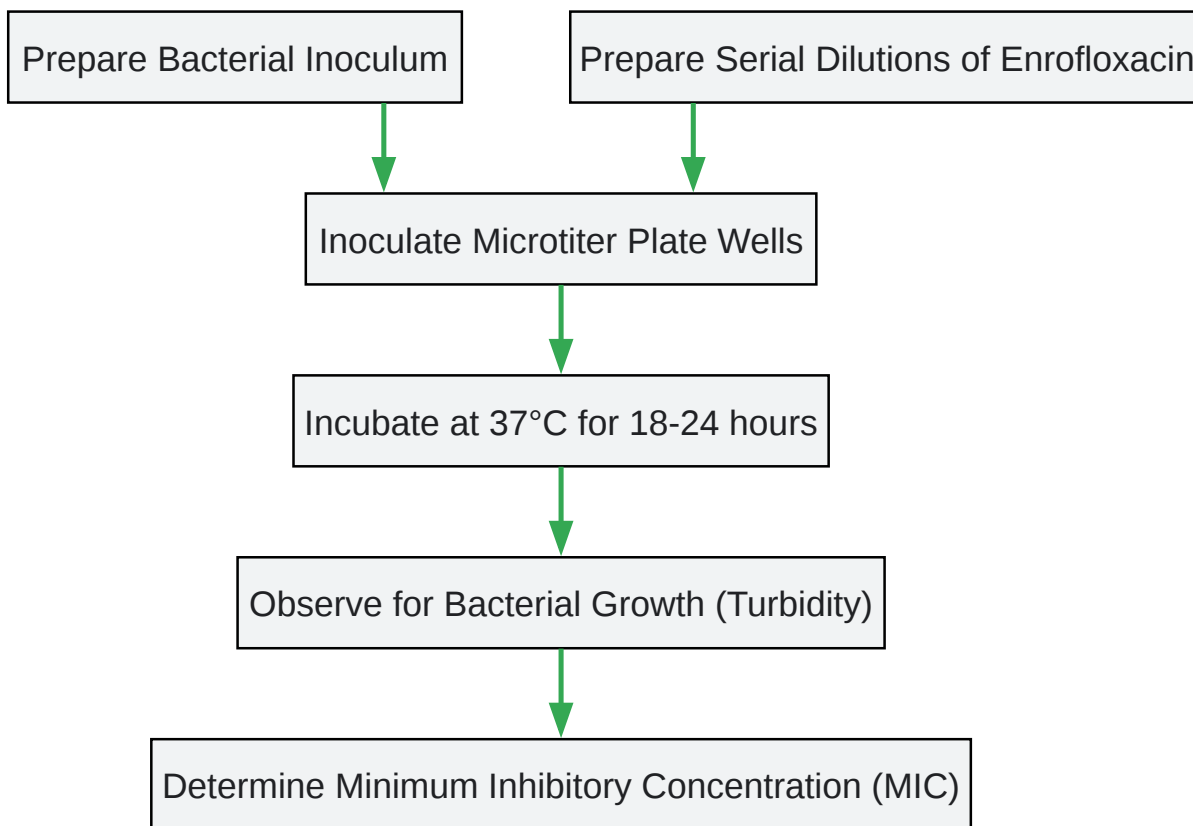 Prepare Bacterial Inoculum
Prepare Serial Dilutions of Enrofloxacin
Inoculate Microtiter Plate Wells
Incubate at 37°C for 18-24 hours
Observe for Bacterial Growth (Turbidity)
Determine Minimum Inhibitory Concentration (MIC)